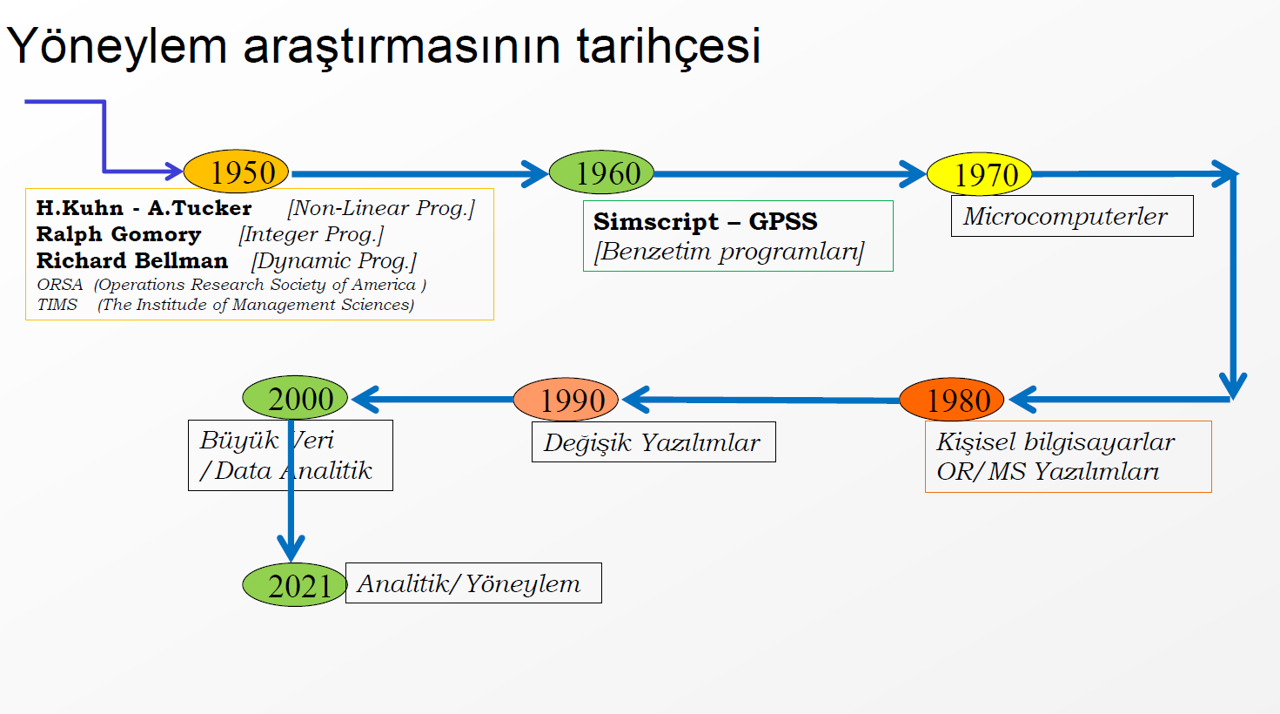 Yöneylem araştırmasının tarihçesi
1950
H.Kuhn - A.Tucker [Non-Linear Prog.]
Ralph Gomory [Integer Prog.]
Richard Bellman [Dynamic Prog.]
ORSA (Operations Research Society of America )
TIMS (The Institude of Management Sciences)
1960
Simscript – GPSS
[Benzetim programları]
1970
Microcomputerler
1980
Kişisel bilgisayarlar
OR/MS Yazılımları
1990
Değişik Yazılımlar
2000
Büyük Veri
/Data Analitik
2021
Analitik/Yöneylem